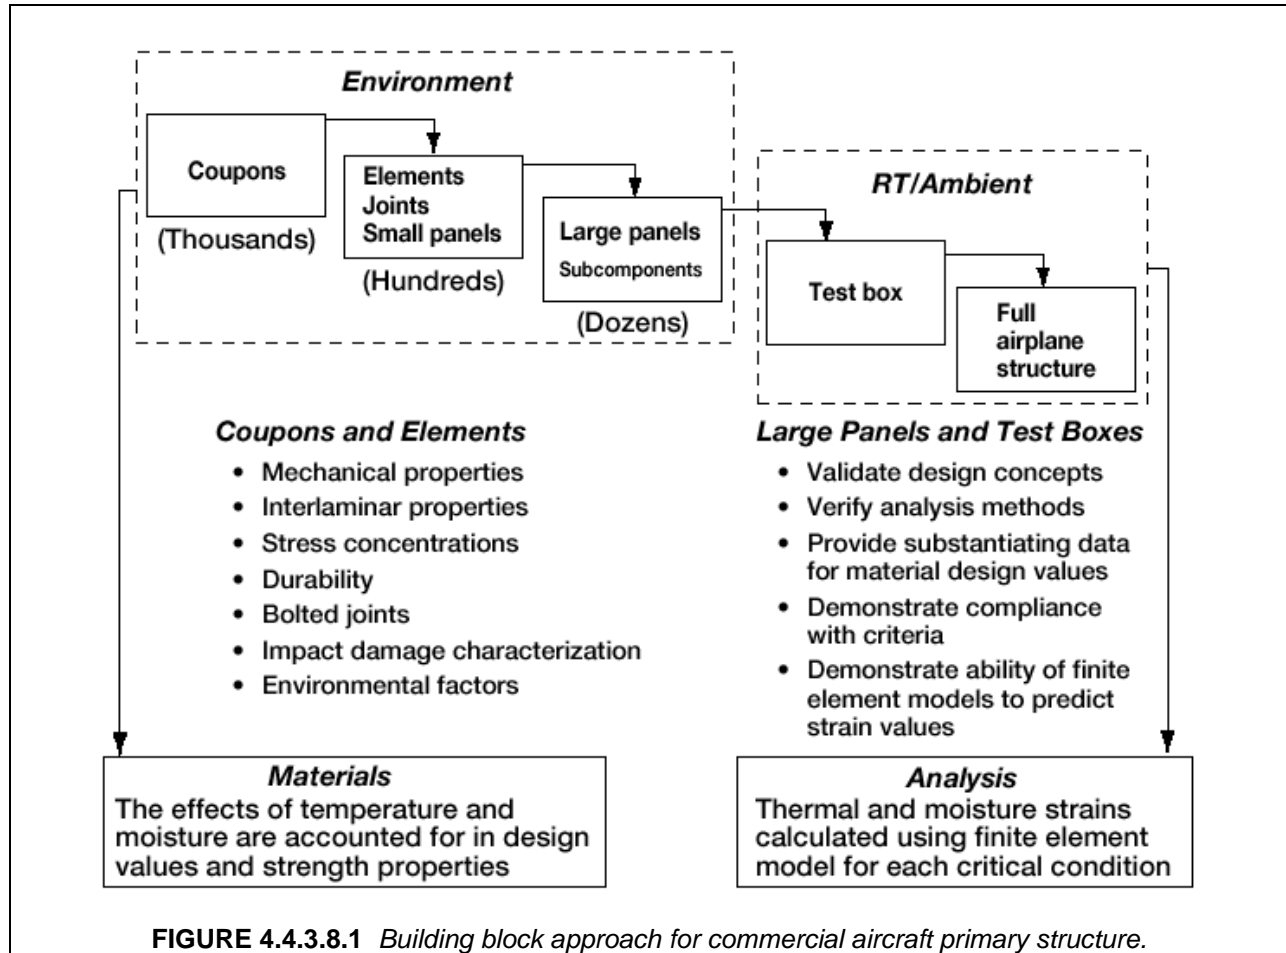 Environment
Coupons
(Thousands)
Elements
Joints
Small panels
(Hundreds)
Large panels
Subcomponents
(Dozens)
RT/Ambient
Test box
Full
airplane
structure
Coupons and Elements
• Mechanical properties
• Interlaminar properties
• Stress concentrations
• Durability
• Bolted joints
• Impact damage characterization
• Environmental factors
Large Panels and Test Boxes
• Validate design concepts
• Verify analysis methods
• Provide substantiating data
for material design values
• Demonstrate compliance
with criteria
• Demonstrate ability of finite
element models to predict
strain values
Materials
The effects of temperature and
moisture are accounted for in design
values and strength properties
Analysis
Thermal and moisture strains
calculated using finite element
model for each critical condition
FIGURE 4.4.3.8.1 Building block approach for commercial aircraft primary structure.